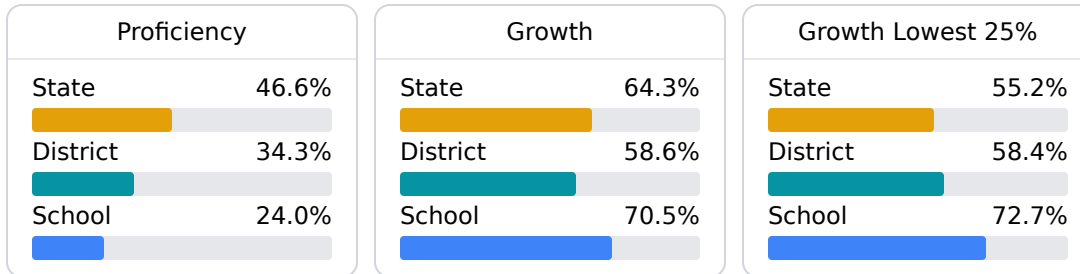 Proficiency
State 46.6%
District 34.3%
School 24.0%
Growth
State 64.3%
District 58.6%
School 70.5%
Growth Lowest 25%
State 55.2%
District 58.4%
School 72.7%